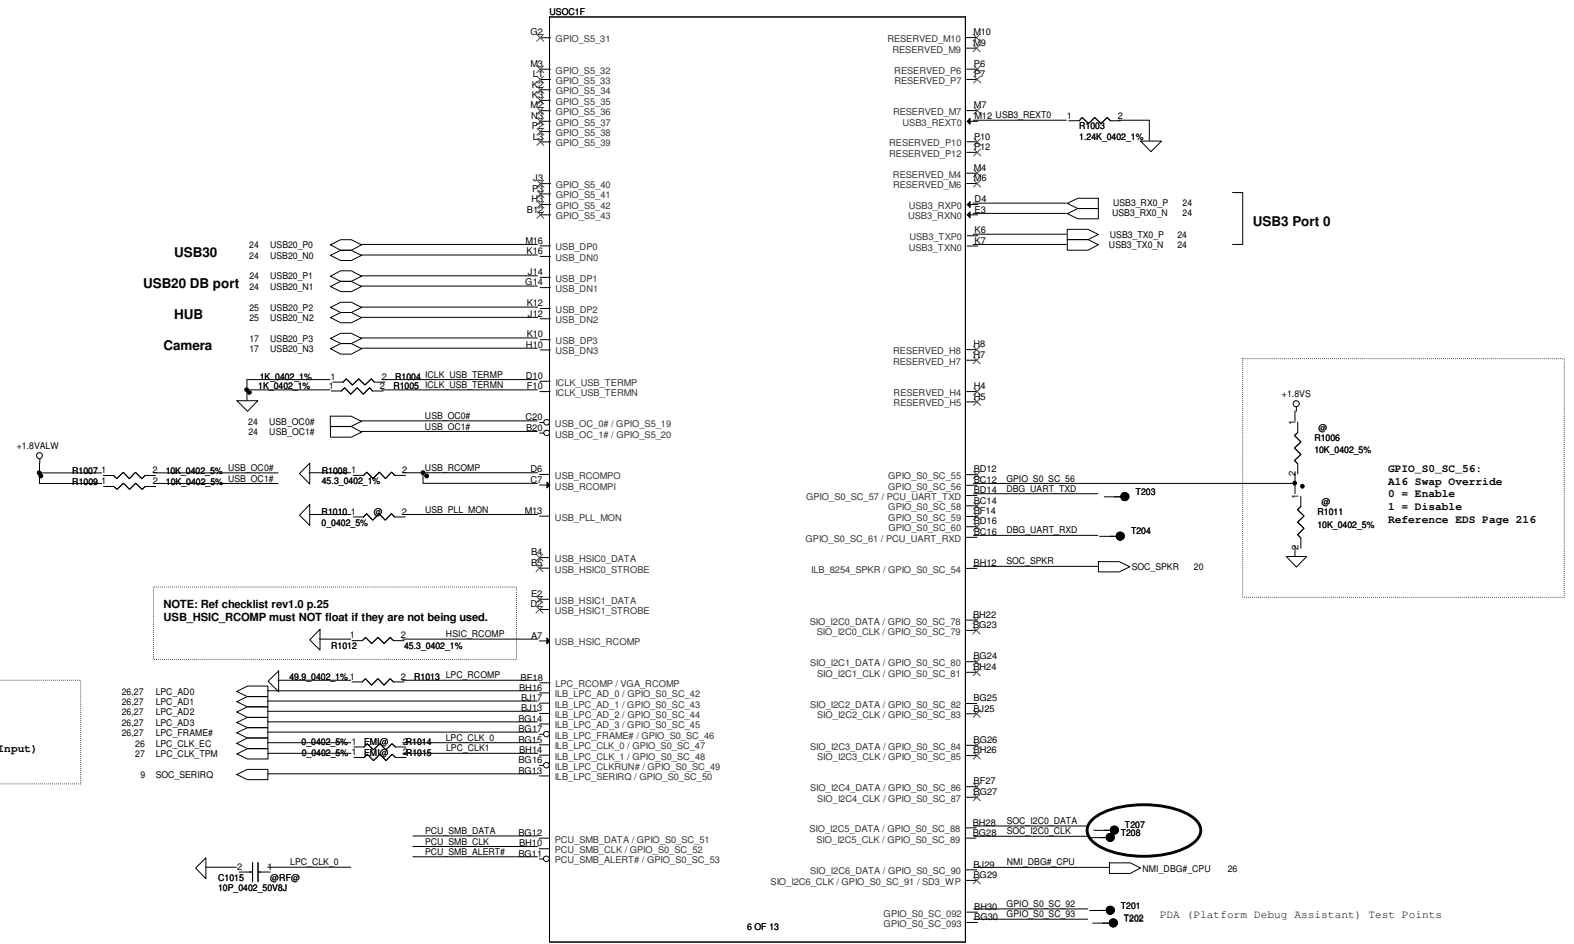 USOC1F
G2 GPIO_S5_31
M3 GPIO_S5_32
L1 GPIO_S5_33
K2 GPIO_S5_34
K3 GPIO_S5_35
M2 GPIO_S5_36
N3 GPIO_S5_37
P2 GPIO_S5_38
L3 GPIO_S5_39
J3 GPIO_S5_40
P3 GPIO_S5_41
H3 GPIO_S5_42
B12 GPIO_S5_43
USB30
24 USB20_P0 M16 USB_DP0
24 USB20_N0 K16 USB_DN0
USB20 DB port
24 USB20_P1 J14 USB_DP1
24 USB20_N1 G14 USB_DN1
HUB
25 USB20_P2 K12 USB_DP2
25 USB20_N2 J12 USB_DN2
Camera
17 USB20_P3 K10 USB_DP3
17 USB20_N3 H10 USB_DN3
1K_0402_1% 1 2 R1004 ICLK_USB_TERMP D10 ICLK_USB_TERMP
1K_0402_1% 1 2 R1005 ICLK_USB_TERMN F10 ICLK_USB_TERMN
24 USB_OC0# USB_OC0# C20 USB_OC_0# / GPIO_S5_19
24 USB_OC1# USB_OC1# B20 USB_OC_1# / GPIO_S5_20
+1.8VALW
R1007 1 2 10K_0402_5% USB_OC0#
R1009 1 2 10K_0402_5% USB_OC1#
R1008 1 2 USB_RCOMP D6 USB_RCOMPO
45.3_0402_1% C7 USB_RCOMPI
R1010 1 @ 2 USB_PLL_MON M13 USB_PLL_MON
0_0402_5%
B4 USB_HSIC0_DATA
B5 USB_HSIC0_STROBE
E2 USB_HSIC1_DATA
D2 USB_HSIC1_STROBE
NOTE: Ref checklist rev1.0 p.25
USB_HSIC_RCOMP must NOT float if they are not being used.
1 2 HSIC_RCOMP A7 USB_HSIC_RCOMP
R1012 45.3_0402_1%
49.9_0402_1% 1 2 R1013 LPC_RCOMP BF18 LPC_RCOMP / VGA_RCOMP
26,27 LPC_AD0 BH16 ILB_LPC_AD_0 / GPIO_S0_SC_42
26,27 LPC_AD1 BJ17 ILB_LPC_AD_1 / GPIO_S0_SC_43
26,27 LPC_AD2 BJ13 ILB_LPC_AD_2 / GPIO_S0_SC_44
26,27 LPC_AD3 BG14 ILB_LPC_AD_3 / GPIO_S0_SC_45
26,27 LPC_FRAME# BG17 ILB_LPC_FRAME# / GPIO_S0_SC_46
26 LPC_CLK_EC 0_0402_5% 1 EMI@ 2 R1014 LPC_CLK_0 BG15 ILB_LPC_CLK_0 / GPIO_S0_SC_47
27 LPC_CLK_TPM 0_0402_5% 1 EMI@ 2 R1015 LPC_CLK1 BH14 ILB_LPC_CLK_1 / GPIO_S0_SC_48
BG16 ILB_LPC_CLKRUN# / GPIO_S0_SC_49
9 SOC_SERIRQ BG13 ILB_LPC_SERIRQ / GPIO_S0_SC_50
Input)
PCU_SMB_DATA BG12 PCU_SMB_DATA / GPIO_S0_SC_51
PCU_SMB_CLK BH10 PCU_SMB_CLK / GPIO_S0_SC_52
PCU_SMB_ALERT# BG11 PCU_SMB_ALERT# / GPIO_S0_SC_53
2 1 LPC_CLK_0
C1015 @RF@
10P_0402_50V8J
RESERVED_M10 M10
RESERVED_M9 M9
RESERVED_P6 P6
RESERVED_P7 P7
RESERVED_M7 M7
USB3_REXT0 M12 USB3_REXT0 1 2
R1003
1.24K_0402_1%
RESERVED_P10 P10
RESERVED_P12 P12
RESERVED_M4 M4
RESERVED_M6 M6
USB3_RXP0 D4 USB3_RX0_P 24
USB3_RXN0 E3 USB3_RX0_N 24
USB3 Port 0
USB3_TXP0 K6 USB3_TX0_P 24
USB3_TXN0 K7 USB3_TX0_N 24
RESERVED_H8 H8
RESERVED_H7 H7
RESERVED_H4 H4
RESERVED_H5 H5
GPIO_S0_SC_55 BD12
GPIO_S0_SC_56 BC12 GPIO_S0_SC_56
GPIO_S0_SC_57 / PCU_UART_TXD BD14 DBG_UART_TXD T203
GPIO_S0_SC_58 BC14
GPIO_S0_SC_59 BF14
GPIO_S0_SC_60 BD16
GPIO_S0_SC_61 / PCU_UART_RXD BC16 DBG_UART_RXD T204
ILB_8254_SPKR / GPIO_S0_SC_54 BH12 SOC_SPKR SOC_SPKR 20
+1.8VS
1 @
R1006
10K_0402_5%
2
1 @
R1011
10K_0402_5%
2
GPIO_S0_SC_56:
A16 Swap Override
0 = Enable
1 = Disable
Reference EDS Page 216
SIO_I2C0_DATA / GPIO_S0_SC_78 BH22
SIO_I2C0_CLK / GPIO_S0_SC_79 BG23
SIO_I2C1_DATA / GPIO_S0_SC_80 BG24
SIO_I2C1_CLK / GPIO_S0_SC_81 BH24
SIO_I2C2_DATA / GPIO_S0_SC_82 BG25
SIO_I2C2_CLK / GPIO_S0_SC_83 BJ25
SIO_I2C3_DATA / GPIO_S0_SC_84 BG26
SIO_I2C3_CLK / GPIO_S0_SC_85 BH26
SIO_I2C4_DATA / GPIO_S0_SC_86 BF27
SIO_I2C4_CLK / GPIO_S0_SC_87 BG27
SIO_I2C5_DATA / GPIO_S0_SC_88 BH28 SOC_I2C0_DATA T207
SIO_I2C5_CLK / GPIO_S0_SC_89 BG28 SOC_I2C0_CLK T208
SIO_I2C6_DATA / GPIO_S0_SC_90 BJ29 NMI_DBG#_CPU NMI_DBG#_CPU 26
SIO_I2C6_CLK / GPIO_S0_SC_91 / SD3_WP BG29
GPIO_S0_SC_092 BH30 GPIO_S0_SC_92 T201
GPIO_S0_SC_093 BG30 GPIO_S0_SC_93 T202
PDA (Platform Debug Assistant) Test Points
6 OF 13